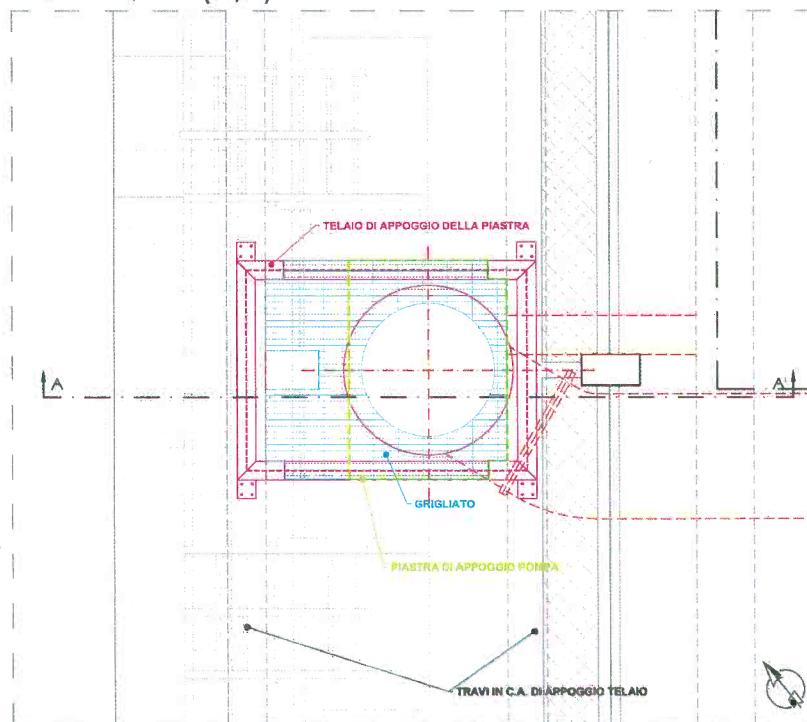 TELAIO DI APPOGGIO DELLA PIASTRA
A
A
GRIGLIATO
PIASTRA DI APPOGGIO POMPA
TRAVI IN C.A. DI APPOGGIO TELAIO